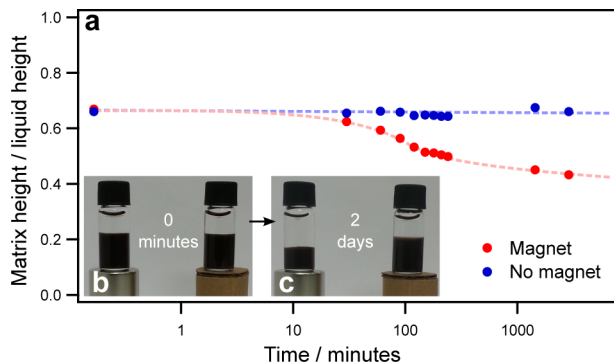 a
Matrix height / liquid height
1.0
0.8
0.6
0.4
0.2
0.0
0
minutes
2
days
b
c
Magnet
No magnet
1
10
100
1000
Time / minutes